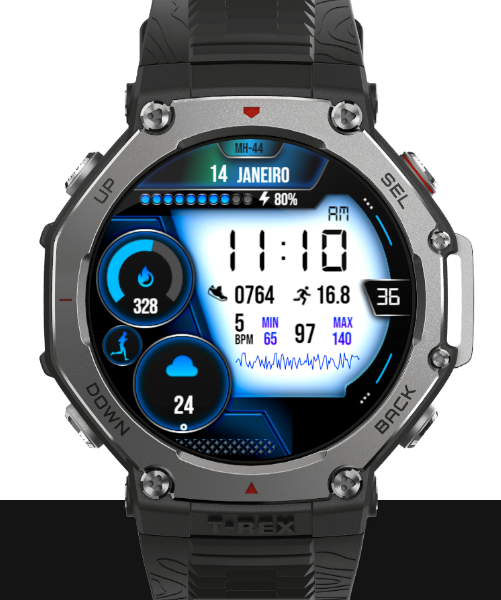 MH-44
14 JANEIRO
80%
UP
SEL
AM
11:10
0764 16.8
36
328
5 BPM MIN 65 97 MAX 140
24
°
DOWN
BACK
T-REX